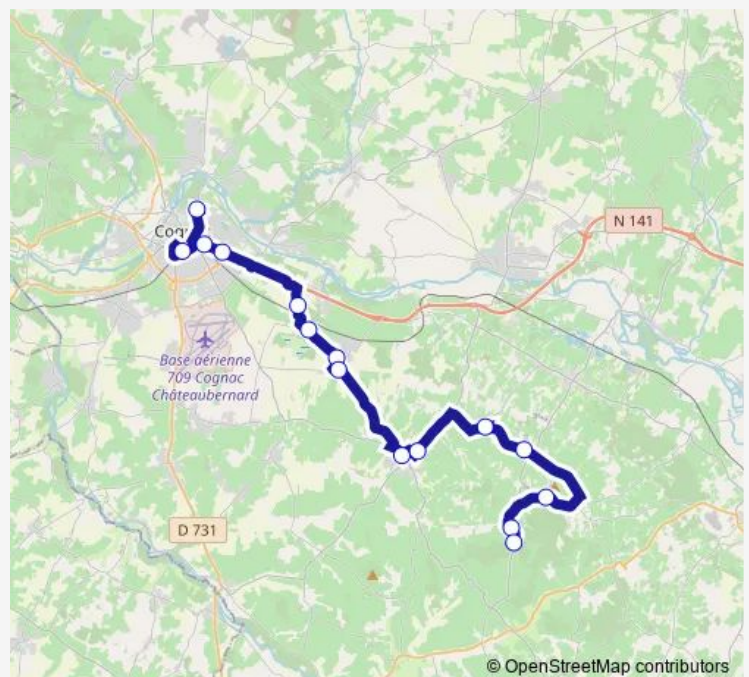 N 141
Cog
Base aérienne
709 Cognac
Châteaubernard
D 731
© OpenStreetMap contributors